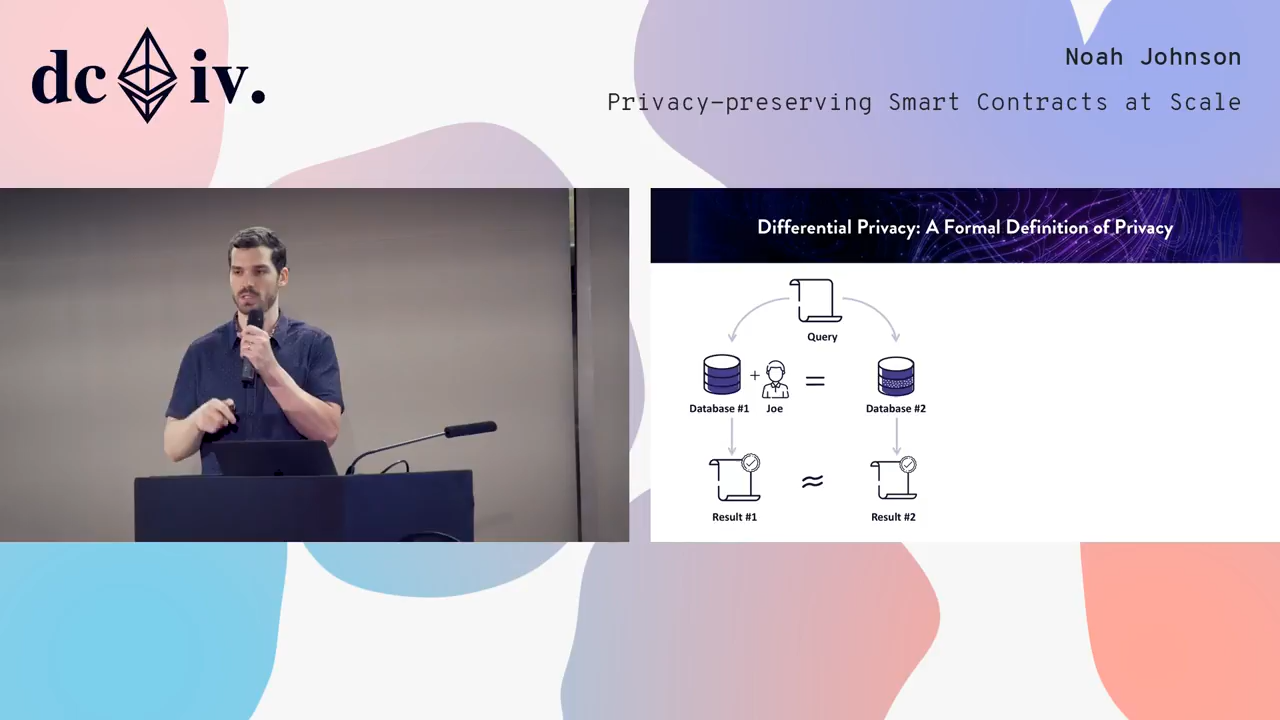 dc iv.
Noah Johnson
Privacy-preserving Smart Contracts at Scale
Differential Privacy: A Formal Definition of Privacy
Query
+
=
Database #1
Joe
Database #2
≈
Result #1
Result #2